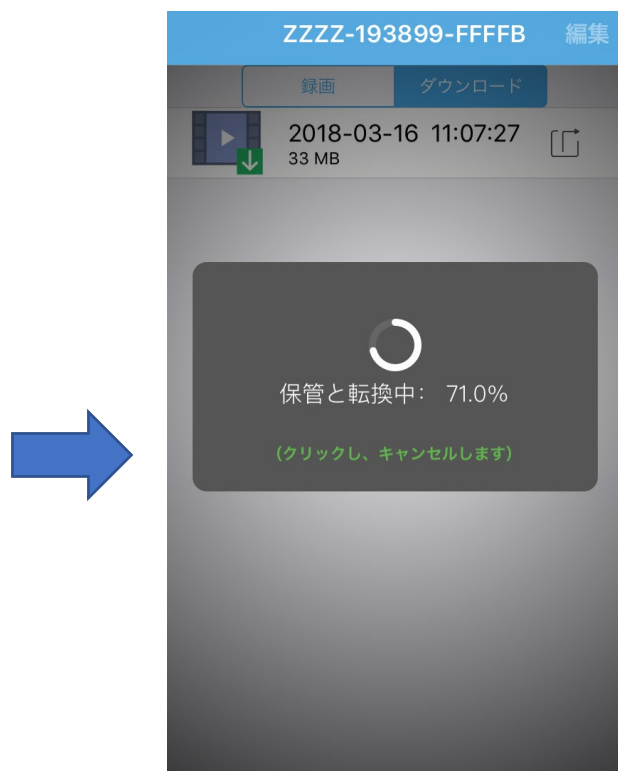 ZZZZ-193899-FFFFB 編集
録画 ダウンロード
2018-03-16 11:07:27
33 MB
保管と転換中： 71.0%
(クリックし、キャンセルします)